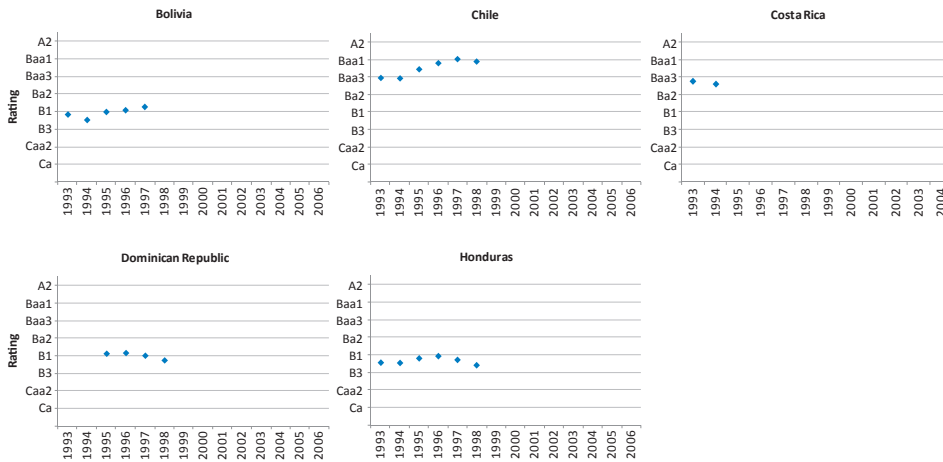 Bolivia
Rating
A2
Baa1
Baa3
Ba2
B1
B3
Caa2
Ca
1993
1994
1995
1996
1997
1998
1999
2000
2001
2002
2003
2004
2005
2006
Chile
A2
Baa1
Baa3
Ba2
B1
B3
Caa2
Ca
1993
1994
1995
1996
1997
1998
1999
2000
2001
2002
2003
2004
2005
2006
Costa Rica
A2
Baa1
Baa3
Ba2
B1
B3
Caa2
Ca
1993
1994
1995
1996
1997
1998
1999
2000
2001
2002
2003
2004
Dominican Republic
Rating
A2
Baa1
Baa3
Ba2
B1
B3
Caa2
Ca
1993
1994
1995
1996
1997
1998
1999
2000
2001
2002
2003
2004
2005
2006
Honduras
A2
Baa1
Baa3
Ba2
B1
B3
Caa2
Ca
1993
1994
1995
1996
1997
1998
1999
2000
2001
2002
2003
2004
2005
2006